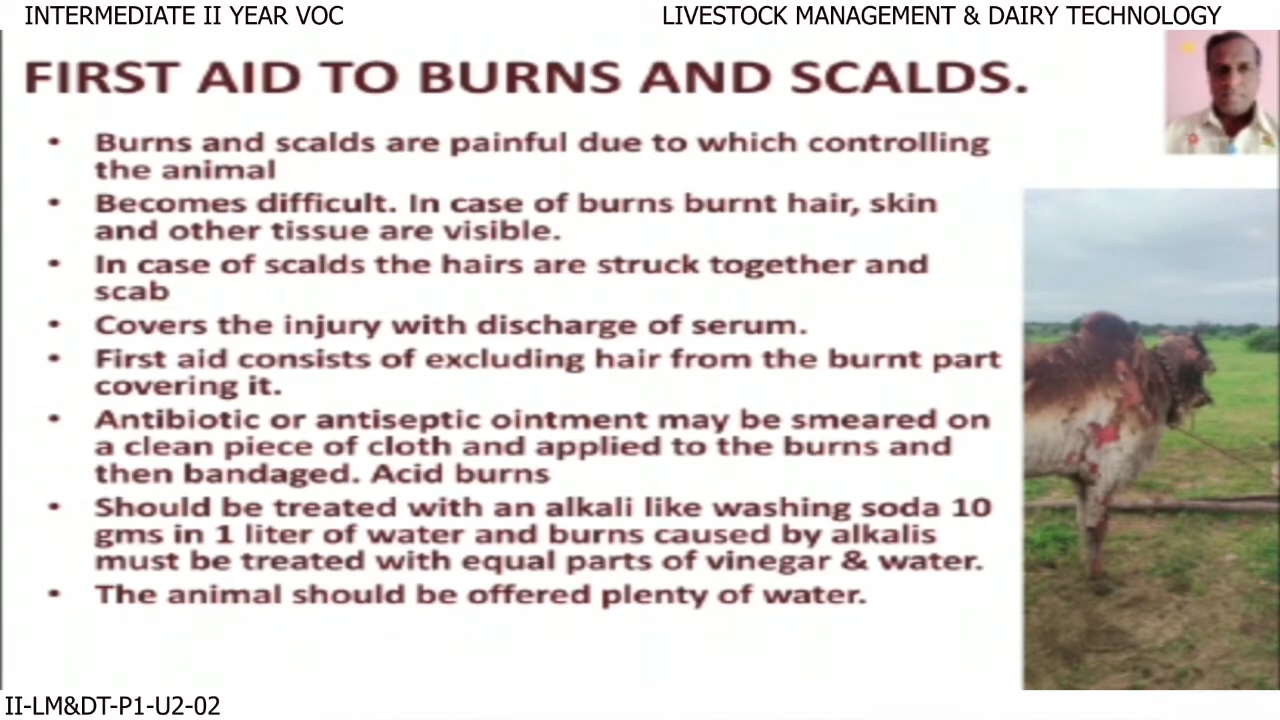 INTERMEDIATE II YEAR VOC
LIVESTOCK MANAGEMENT & DAIRY TECHNOLOGY
FIRST AID TO BURNS AND SCALDS.
• Burns and scalds are painful due to which controlling
the animal
• Becomes difficult. In case of burns burnt hair, skin
and other tissue are visible.
• In case of scalds the hairs are struck together and
scab
• Covers the injury with discharge of serum.
• First aid consists of excluding hair from the burnt part
covering it.
• Antibiotic or antiseptic ointment may be smeared on
a clean piece of cloth and applied to the burns and
then bandaged. Acid burns
• Should be treated with an alkali like washing soda 10
gms in 1 liter of water and burns caused by alkalis
must be treated with equal parts of vinegar & water.
• The animal should be offered plenty of water.
II-LM&DT-P1-U2-02